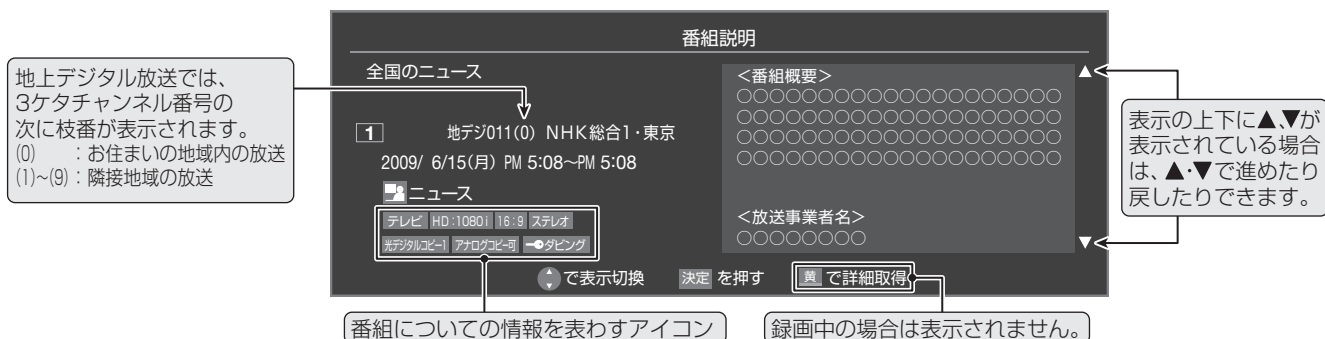 番組説明
地上デジタル放送では、
3ケタチャンネル番号の
次に枝番が表示されます。
(0) :お住まいの地域内の放送
(1)~(9):隣接地域の放送
全国のニュース
1 地デジ011(0) NHK総合1・東京
2009/ 6/15(月) PM 5:08~PM 5:08
ニュース
テレビ HD:1080i 16:9 ステレオ
光デジタルコピー1 アナログコピー可 ダビング
<番組概要>
○○○○○○○○○○○○○○○○○○○○
○○○○○○○○○○○○○○○○○○○○
○○○○○○○○○○○○○○○○○○○○
○○○○○○○○○○○○○○○○○○○○
<放送事業者名>
○○○○○○○○
▲
▼
表示の上下に▲、▼が
表示されている場合
は、▲・▼で進めたり
戻したりできます。
で表示切換 決定 を押す 黄 で詳細取得
番組についての情報を表わすアイコン
録画中の場合は表示されません。